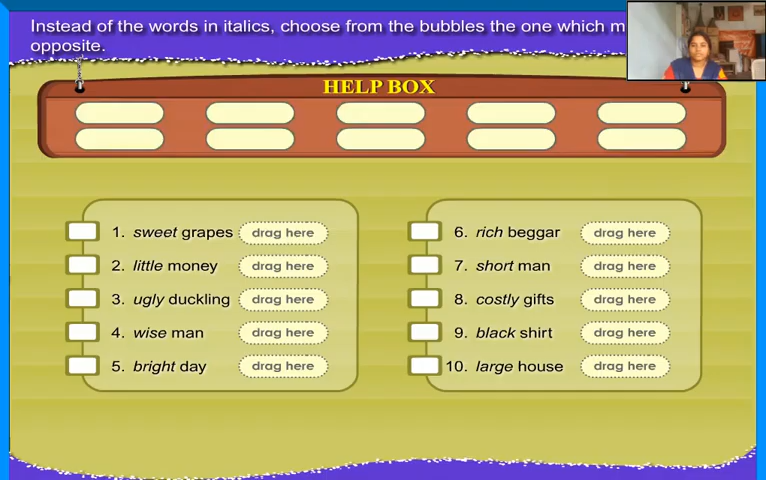 Instead of the words in italics, choose from the bubbles the one which
opposite.
HELP BOX
1. sweet grapes drag here
2. little money drag here
3. ugly duckling drag here
4. wise man drag here
5. bright day drag here
6. rich beggar drag here
7. short man drag here
8. costly gifts drag here
9. black shirt drag here
10. large house drag here